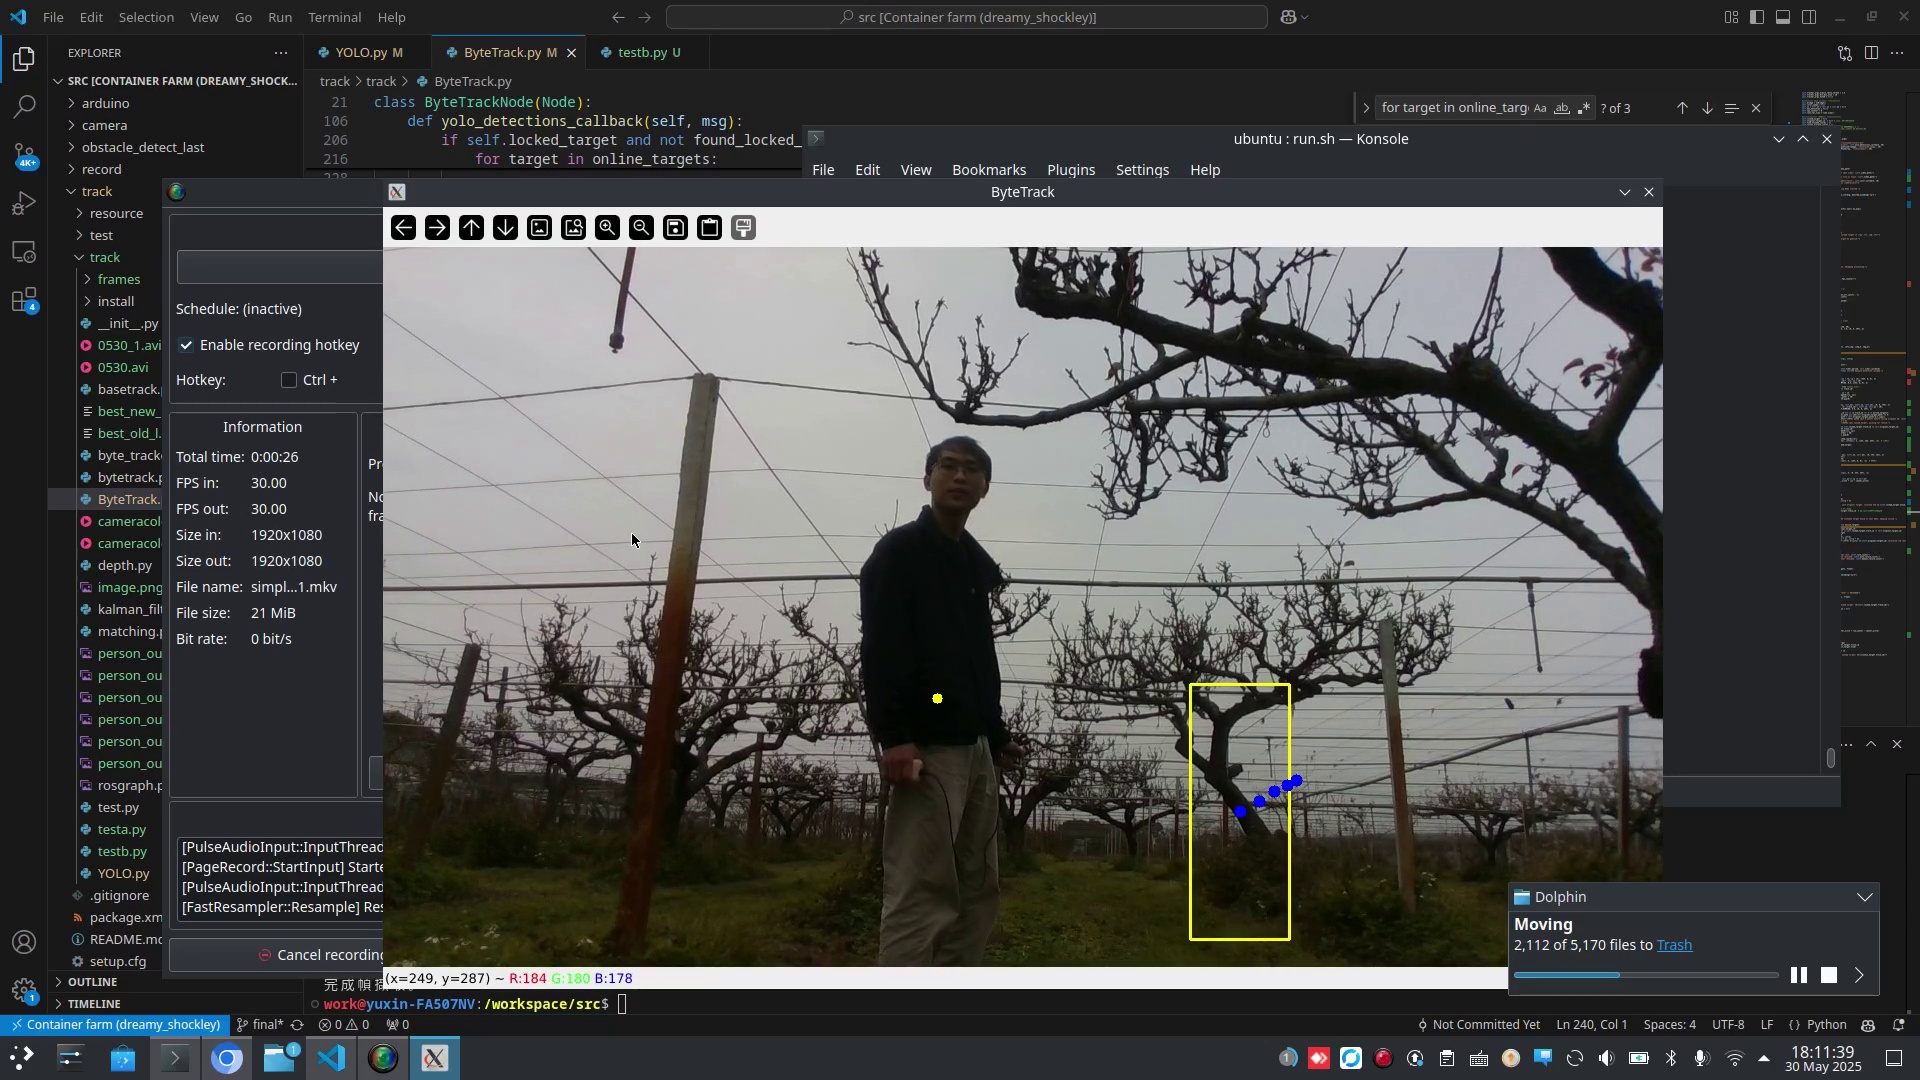 File Edit Selection View Go Run Terminal Help
src [Container farm (dreamy_shockley)]
EXPLORER
YOLO.py M
ByteTrack.py M
testb.py U
SRC [CONTAINER FARM (DREAMY_SHOCK...
track > track > ByteTrack.py
arduino
camera
obstacle_detect_last
record
track
resource
test
track
frames
install
__init__.py
0530_1.avi
0530.avi
basetrack.
best_new_
best_old_l.
byte_track
bytetrack.p
ByteTrack.
cameracol
cameracol
depth.py
image.png
kalman_filt
matching.p
person_ou
person_ou
person_ou
person_ou
person_ou
person_ou
rosgraph.p
test.py
testa.py
testb.py
YOLO.py
.gitignore
package.xm
README.md
setup.cfg
OUTLINE
TIMELINE
21 class ByteTrackNode(Node):
106 def yolo_detections_callback(self, msg):
206 if self.locked_target and not found_locked_
216 for target in online_targets:
for target in online_targ
Aa ab ? of 3
ubuntu : run.sh — Konsole
File Edit View Bookmarks Plugins Settings Help
ByteTrack
Schedule: (inactive)
Enable recording hotkey
Hotkey: Ctrl +
Information
Total time: 0:00:26
FPS in: 30.00
FPS out: 30.00
Size in: 1920x1080
Size out: 1920x1080
File name: simpl...1.mkv
File size: 21 MiB
Bit rate: 0 bit/s
Pr
No
fra
[PulseAudioInput::InputThread
[PageRecord::StartInput] Starte
[PulseAudioInput::InputThread
[FastResampler::Resample] Res
Cancel recording
(x=249, y=287) ~ R:184 G:180 B:178
work@yuxin-FA507NV:/workspace/src$
Dolphin
Moving
2,112 of 5,170 files to Trash
4K+
4
1
Container farm (dreamy_shockley)
final*
0 0
0
Not Committed Yet
Ln 240, Col 1
Spaces: 4
UTF-8
LF
Python
1
1
18:11:39
30 May 2025